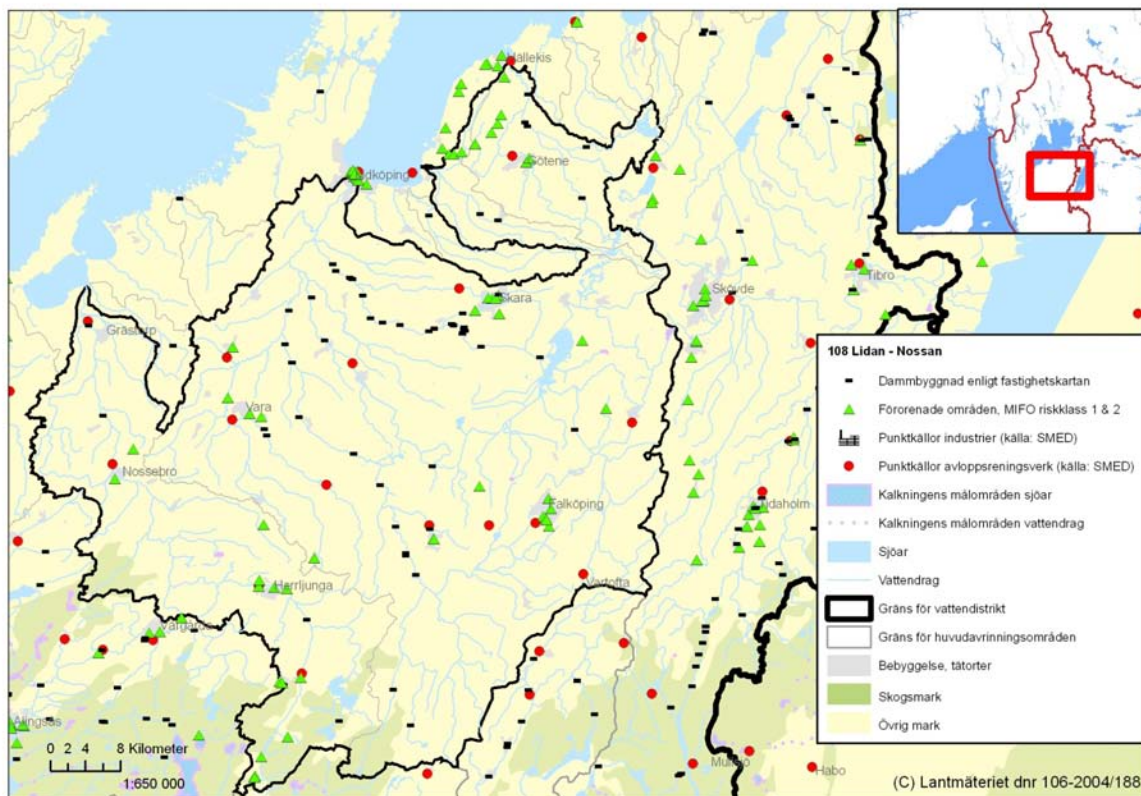 Hällekis
Götene
Lidköping
Skara
Skövde
Tibro
Grästorp
Vara
Nossebro
Falköping
Tidaholm
Vartofta
Herrljunga
Vårgårda
Alingsås
Mullsjö
Habo
108 Lidan - Nossan
Dammbyggnad enligt fastighetskartan
Förorenade områden, MIFO riskklass 1 & 2
Punktkällor industrier (källa: SMED)
Punktkällor avloppsreningsverk (källa: SMED)
Kalkningens målområden sjöar
Kalkningens målområden vattendrag
Sjöar
Vattendrag
Gräns för vattendistrikt
Gräns för huvudavrinningsområden
Bebyggelse, tätorter
Skogsmark
Övrig mark
0 2 4 8 Kilometer
1:650 000
(C) Lantmäteriet dnr 106-2004/188